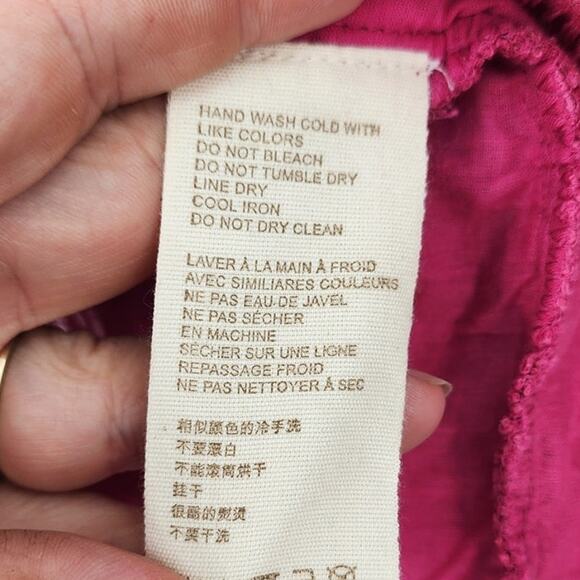 HAND WASH COLD WITH
LIKE COLORS
DO NOT BLEACH
DO NOT TUMBLE DRY
LINE DRY
COOL IRON
DO NOT DRY CLEAN
LAVER À LA MAIN À FROID
AVEC SIMILIARES COULEURS
NE PAS EAU DE JAVEL
NE PAS SÉCHER
EN MACHINE
SÉCHER SUR UNE LIGNE
REPASSAGE FROID
NE PAS NETTOYER À SEC
相似顏色的冷手洗
不要漂白
不能滾筒烘干
挂干
很酷的熨燙
不要干洗